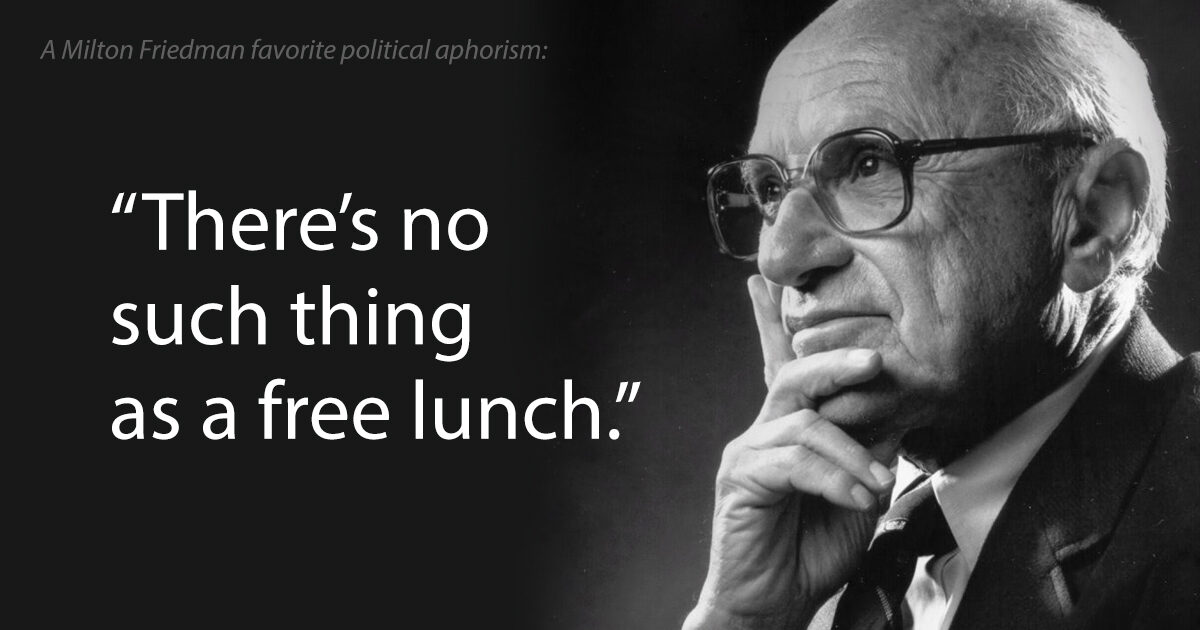 A Milton Friedman favorite political aphorism:
“There’s no
such thing
as a free lunch.”